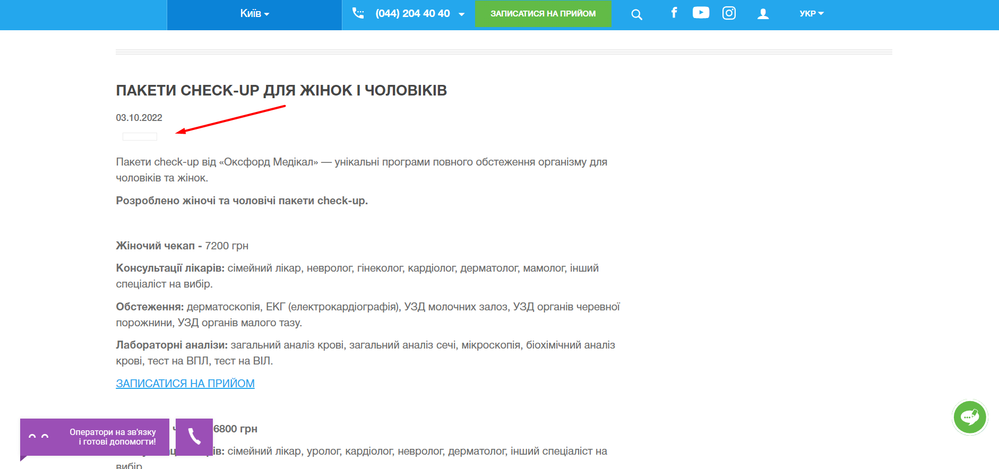 Київ
(044) 204 40 40
ЗАПИСАТИСЯ НА ПРИЙОМ
УКР
ПАКЕТИ CHECK-UP ДЛЯ ЖІНОК І ЧОЛОВІКІВ
03.10.2022
Пакети check-up від «Оксфорд Медікал» — унікальні програми повного обстеження організму для
чоловіків та жінок.
Розроблено жіночі та чоловічі пакети check-up.
Жіночий чекап - 7200 грн
Консультації лікарів: сімейний лікар, невролог, гінеколог, кардіолог, дерматолог, мамолог, інший
спеціаліст на вибір.
Обстеження: дерматоскопія, ЕКГ (електрокардіографія), УЗД молочних залоз, УЗД органів черевної
порожнини, УЗД органів малого тазу.
Лабораторні аналізи: загальний аналіз крові, загальний аналіз сечі, мікроскопія, біохімічний аналіз
крові, тест на ВПЛ, тест на ВІЛ.
ЗАПИСАТИСЯ НА ПРИЙОМ
6800 грн
Оператори на зв'язку
і готові допомогти!
ів: сімейний лікар, уролог, кардіолог, невролог, дерматолог, інший спеціаліст на
вибір